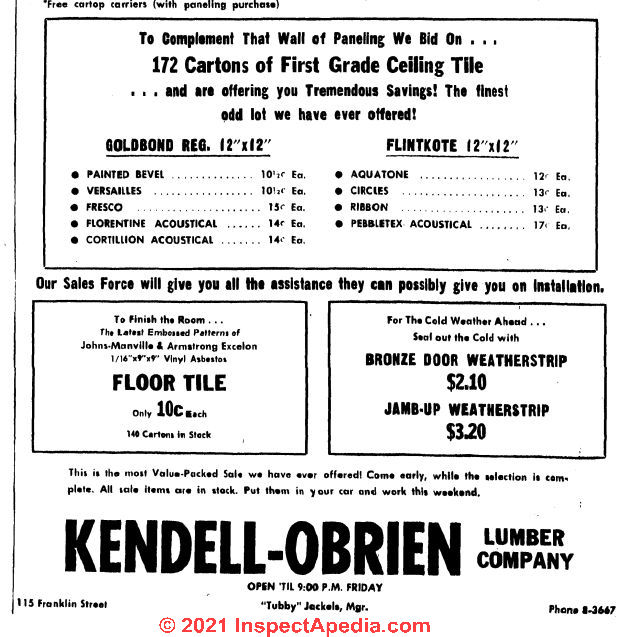 *Free cartop carriers (with paneling purchase)
To Complement That Wall of Paneling We Bid On . . .
172 Cartons of First Grade Ceiling Tile
. . . and are offering you Tremendous Savings! The finest
odd lot we have ever offered!
GOLDBOND REG. 12"x12"
● PAINTED BEVEL .............. 10½c Ea.
● VERSAILLES .................. 10½c Ea.
● FRESCO ..................... 15c Ea.
● FLORENTINE ACOUSTICAL ...... 14c Ea.
● CORTILLION ACOUSTICAL ...... 14c Ea.
FLINTKOTE 12"x12"
● AQUATONE .................... 12c Ea.
● CIRCLES ...................... 13c Ea.
● RIBBON ...................... 13c Ea.
● PEBBLETEX ACOUSTICAL ........ 17c Ea.
Our Sales Force will give you all the assistance they can possibly give you on installation.
To Finish the Room . . .
The Latest Embossed Patterns of
Johns-Manville & Armstrong Excelon
1/16"x9"x9" Vinyl Asbestos
FLOOR TILE
Only 10c Each
140 Cartons in Stock
For The Cold Weather Ahead . . .
Seal out the Cold with
BRONZE DOOR WEATHERSTRIP
$2.10
JAMB-UP WEATHERSTRIP
$3.20
This is the most Value-Packed Sale we have ever offered! Come early, while the selection is com-
plete. All sale items are in stock. Put them in your car and work this weekend.
KENDELL-OBRIEN LUMBER COMPANY
OPEN 'TIL 9:00 P.M. FRIDAY
115 Franklin Street
"Tubby" Jackels, Mgr.
Phone 8-3667
© 2021 InspectApedia.com